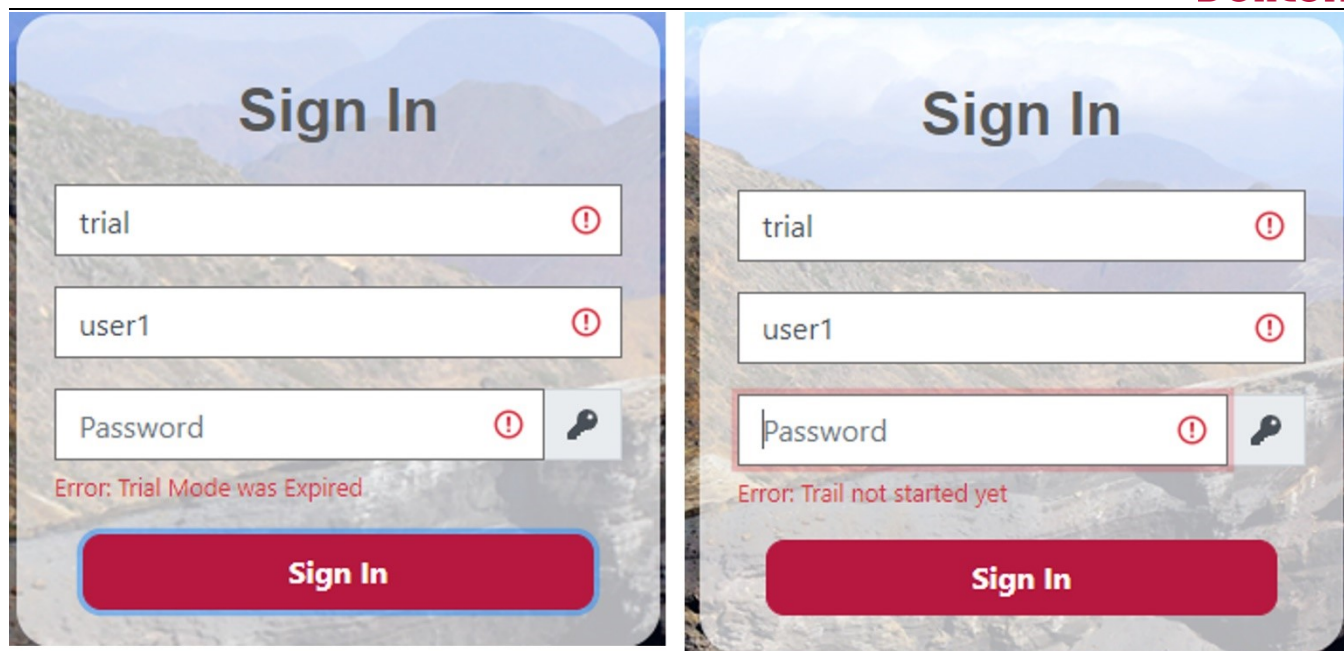 Sign In
trial
user1
Password
Error: Trial Mode was Expired
Sign In
Sign In
trial
user1
Password
Error: Trail not started yet
Sign In